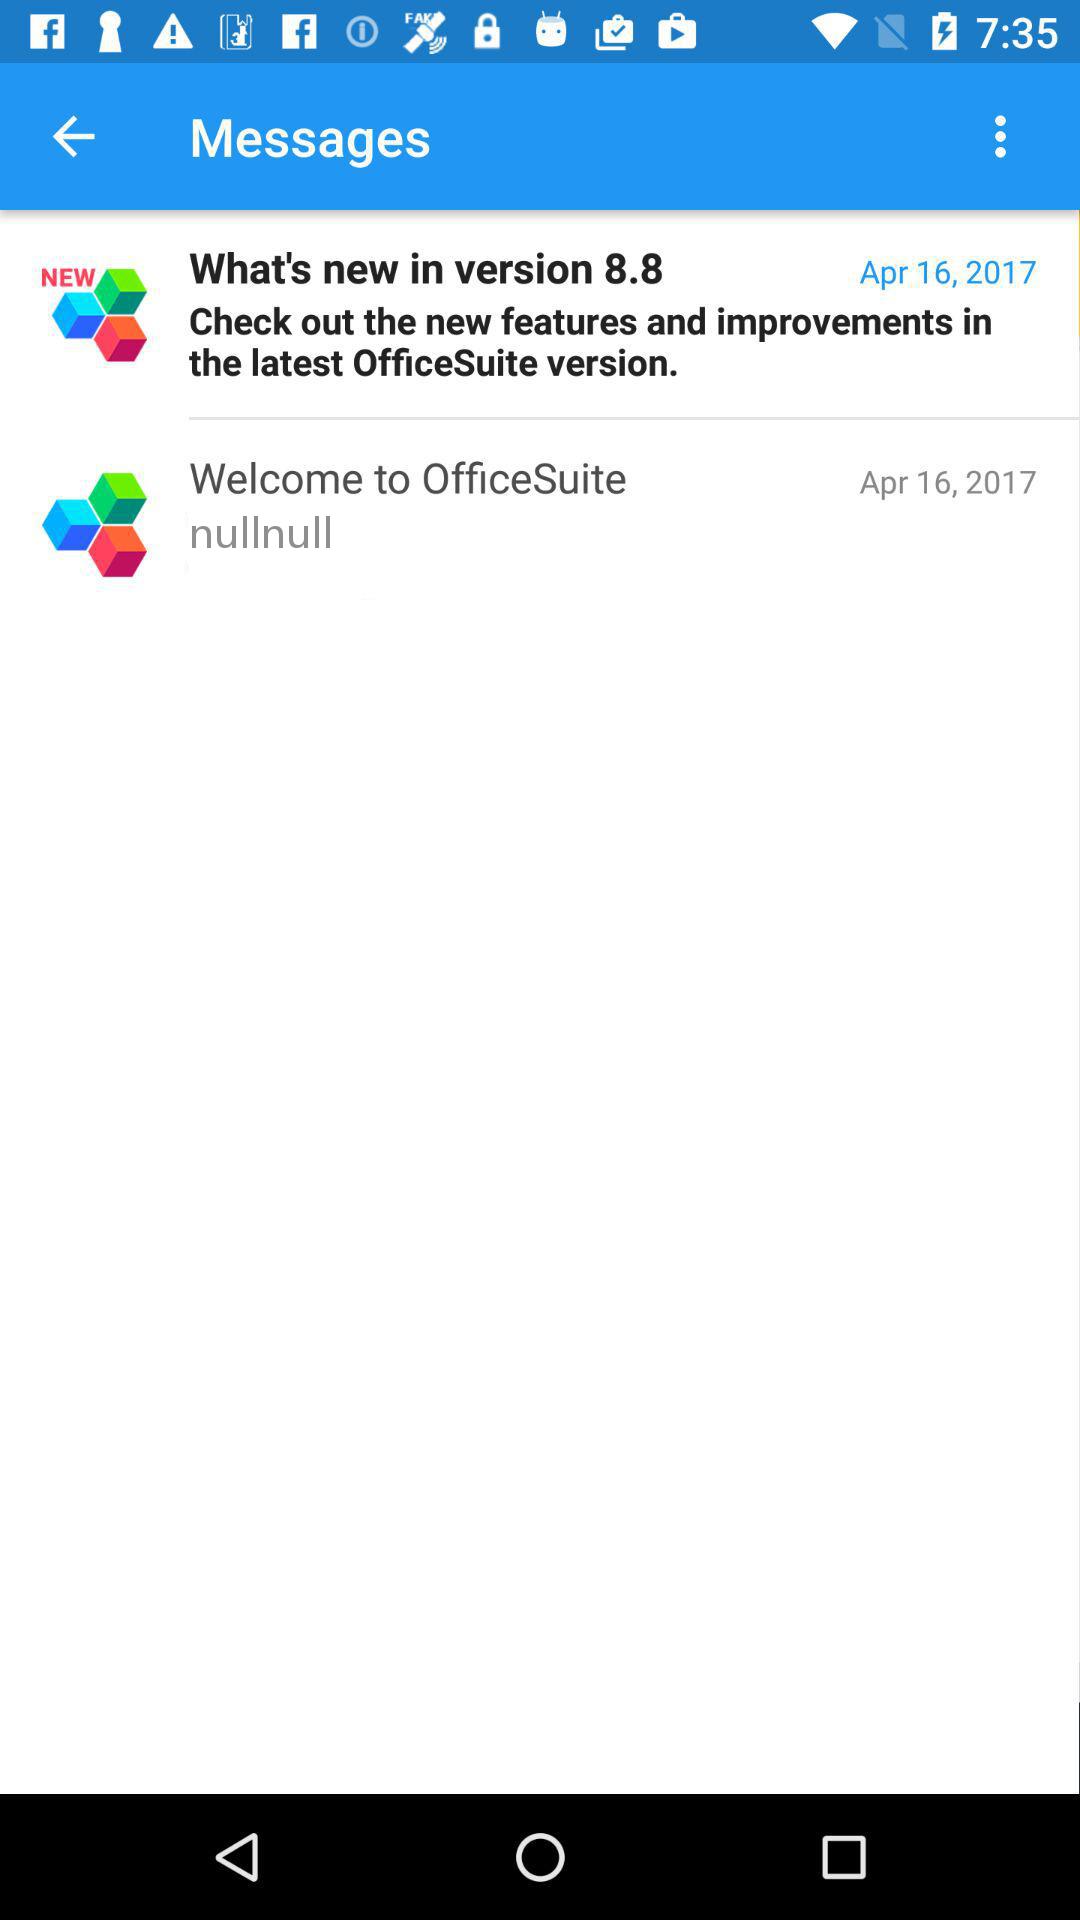 FAKE
7:35
Messages
NEW
What's new in version 8.8
Apr 16, 2017
Check out the new features and improvements in
the latest OfficeSuite version.
Welcome to OfficeSuite
Apr 16, 2017
nullnull